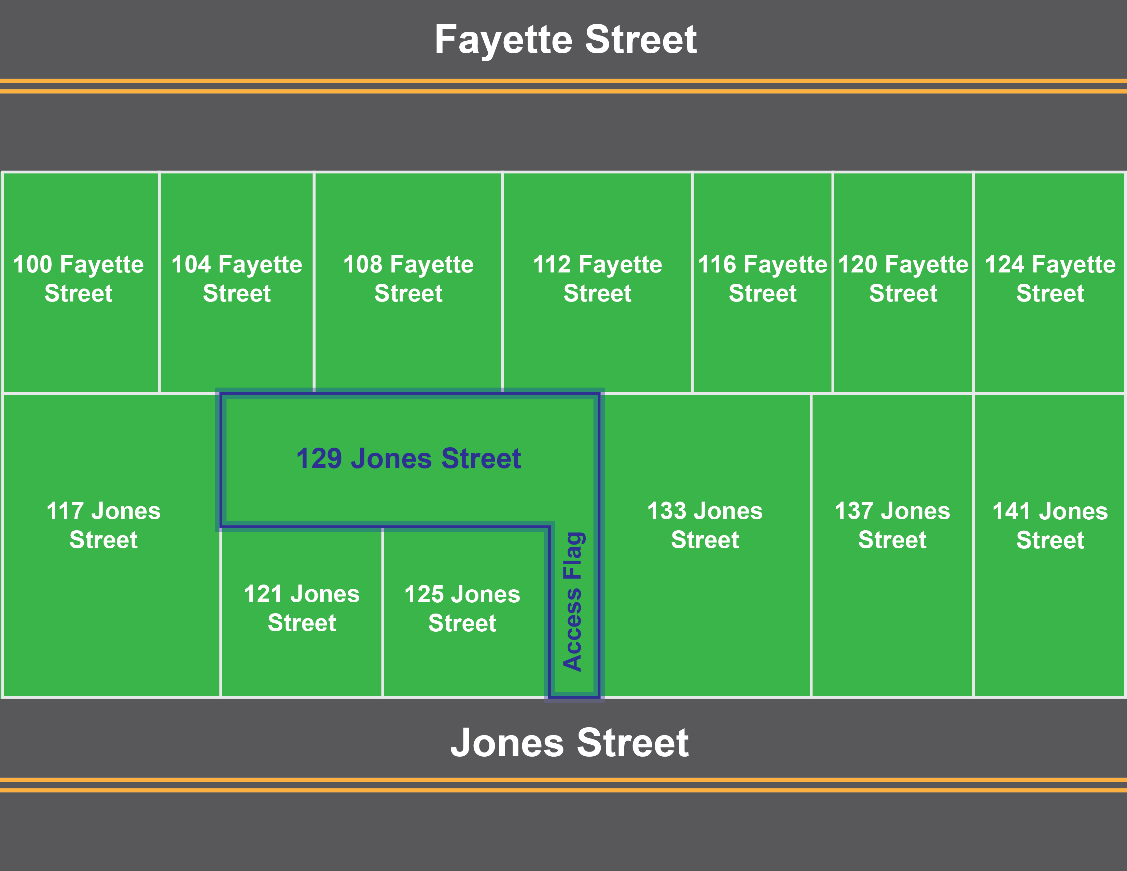 Fayette Street
100 Fayette
Street
104 Fayette
Street
108 Fayette
Street
112 Fayette
Street
116 Fayette
Street
120 Fayette
Street
124 Fayette
Street
129 Jones Street
117 Jones
Street
133 Jones
Street
137 Jones
Street
141 Jones
Street
121 Jones
Street
125 Jones
Street
Access Flag
Jones Street